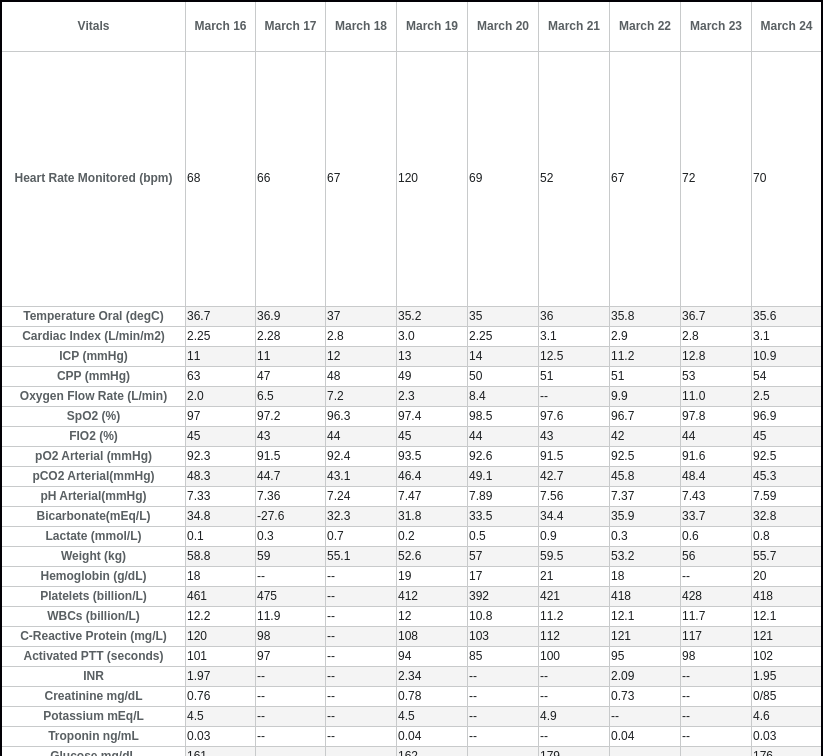 Vitals March 16 March 17 March 18 March 19 March 20 March 21 March 22 March 23 March 24
Heart Rate Monitored (bpm) 68 66 67 120 69 52 67 72 70
Temperature Oral (degC) 36.7 36.9 37 35.2 35 36 35.8 36.7 35.6
Cardiac Index (L/min/m2) 2.25 2.28 2.8 3.0 2.25 3.1 2.9 2.8 3.1
ICP (mmHg) 11 11 12 13 14 12.5 11.2 12.8 10.9
CPP (mmHg) 63 47 48 49 50 51 51 53 54
Oxygen Flow Rate (L/min) 2.0 6.5 7.2 2.3 8.4 -- 9.9 11.0 2.5
SpO2 (%) 97 97.2 96.3 97.4 98.5 97.6 96.7 97.8 96.9
FIO2 (%) 45 43 44 45 44 43 42 44 45
pO2 Arterial (mmHg) 92.3 91.5 92.4 93.5 92.6 91.5 92.5 91.6 92.5
pCO2 Arterial(mmHg) 48.3 44.7 43.1 46.4 49.1 42.7 45.8 48.4 45.3
pH Arterial(mmHg) 7.33 7.36 7.24 7.47 7.89 7.56 7.37 7.43 7.59
Bicarbonate(mEq/L) 34.8 -27.6 32.3 31.8 33.5 34.4 35.9 33.7 32.8
Lactate (mmol/L) 0.1 0.3 0.7 0.2 0.5 0.9 0.3 0.6 0.8
Weight (kg) 58.8 59 55.1 52.6 57 59.5 53.2 56 55.7
Hemoglobin (g/dL) 18 -- -- 19 17 21 18 -- 20
Platelets (billion/L) 461 475 -- 412 392 421 418 428 418
WBCs (billion/L) 12.2 11.9 -- 12 10.8 11.2 12.1 11.7 12.1
C-Reactive Protein (mg/L) 120 98 -- 108 103 112 121 117 121
Activated PTT (seconds) 101 97 -- 94 85 100 95 98 102
INR 1.97 -- -- 2.34 -- -- 2.09 -- 1.95
Creatinine mg/dL 0.76 -- -- 0.78 -- -- 0.73 -- 0/85
Potassium mEq/L 4.5 -- -- 4.5 -- 4.9 -- -- 4.6
Troponin ng/mL 0.03 -- -- 0.04 -- -- 0.04 -- 0.03
Glucose mg/dL 161 162 179 176